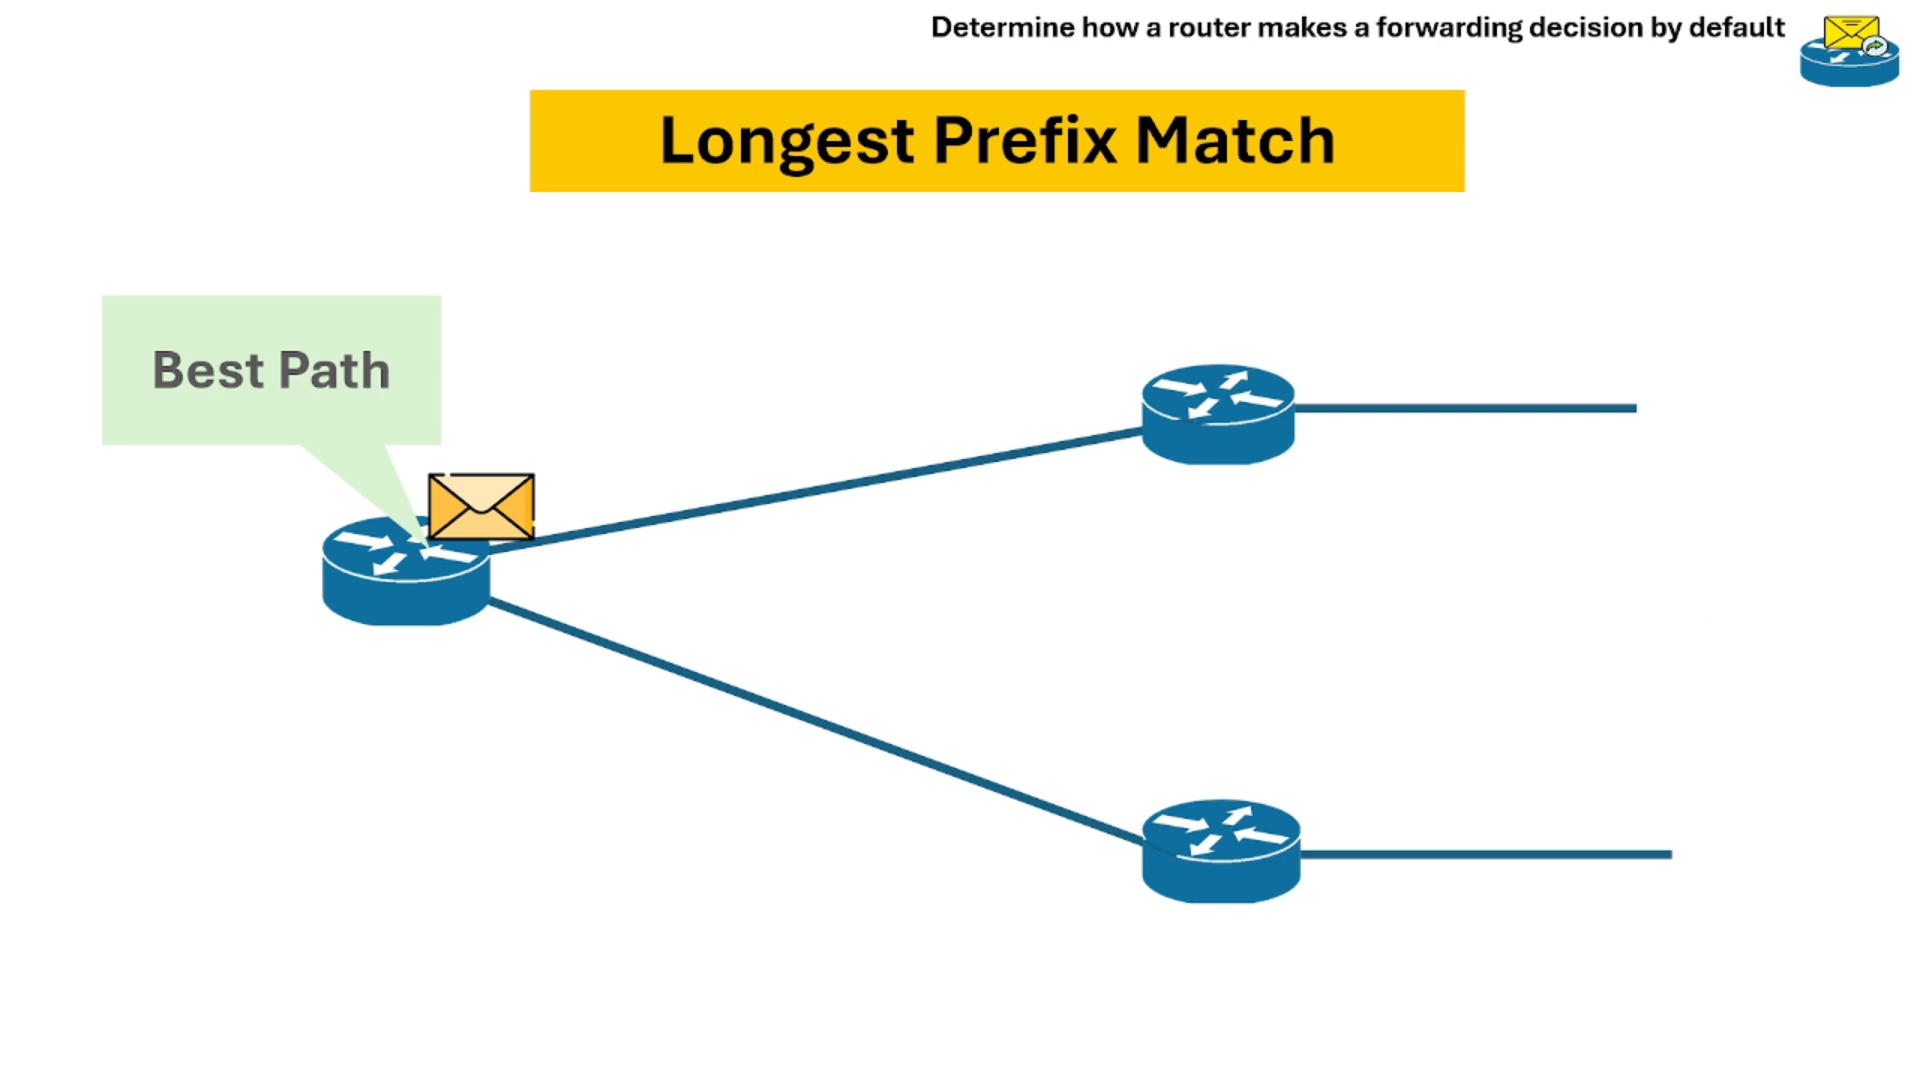 Determine how a router makes a forwarding decision by default
Longest Prefix Match
Best Path